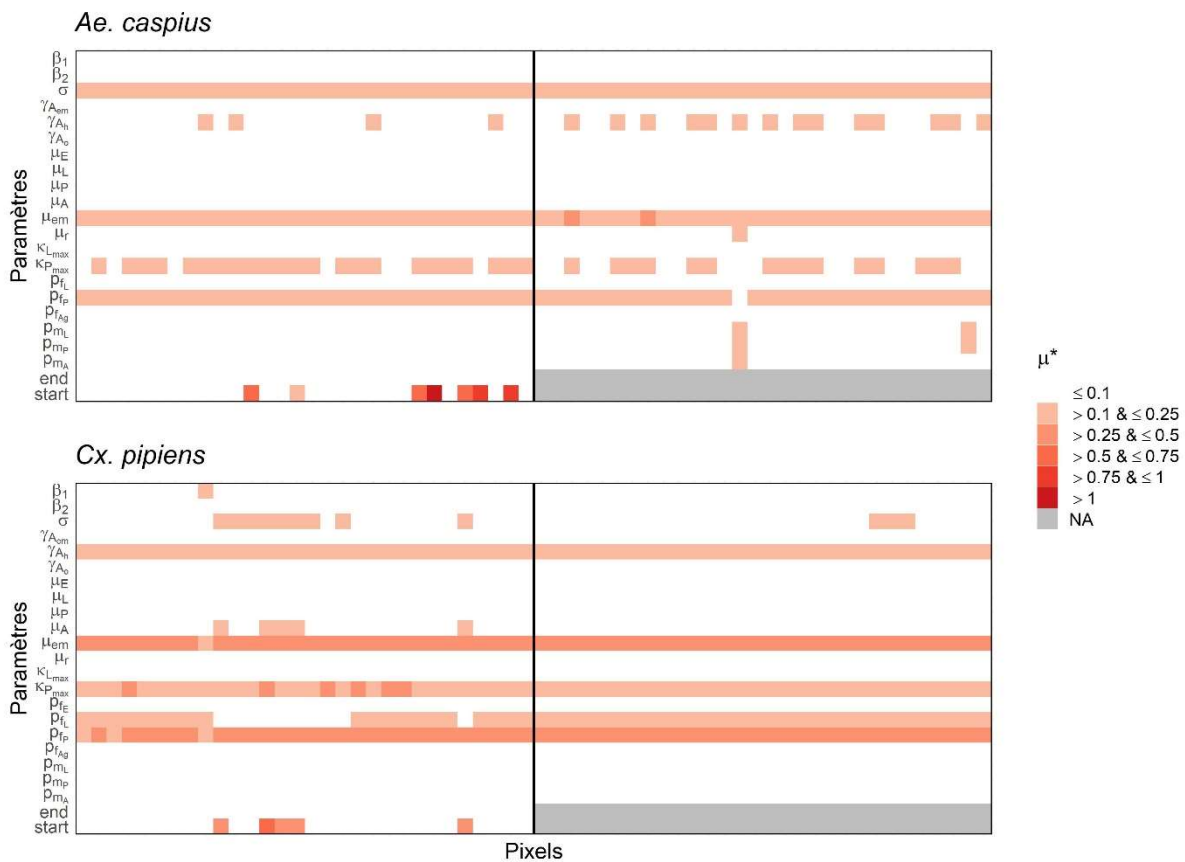 Ae. caspius
Paramètres
β1
β2
σ
γAem
γAh
γAo
μE
μL
μP
μA
μem
μr
κLmax
κPmax
pfL
pfP
pfAg
pmL
pmP
pmA
end
start
Cx. pipiens
Paramètres
β1
β2
σ
γAem
γAh
γAo
μE
μL
μP
μA
μem
μr
κLmax
κPmax
pfE
pfL
pfP
pfAg
pmL
pmP
pmA
end
start
Pixels
μ*
≤ 0.1
> 0.1 & ≤ 0.25
> 0.25 & ≤ 0.5
> 0.5 & ≤ 0.75
> 0.75 & ≤ 1
> 1
NA